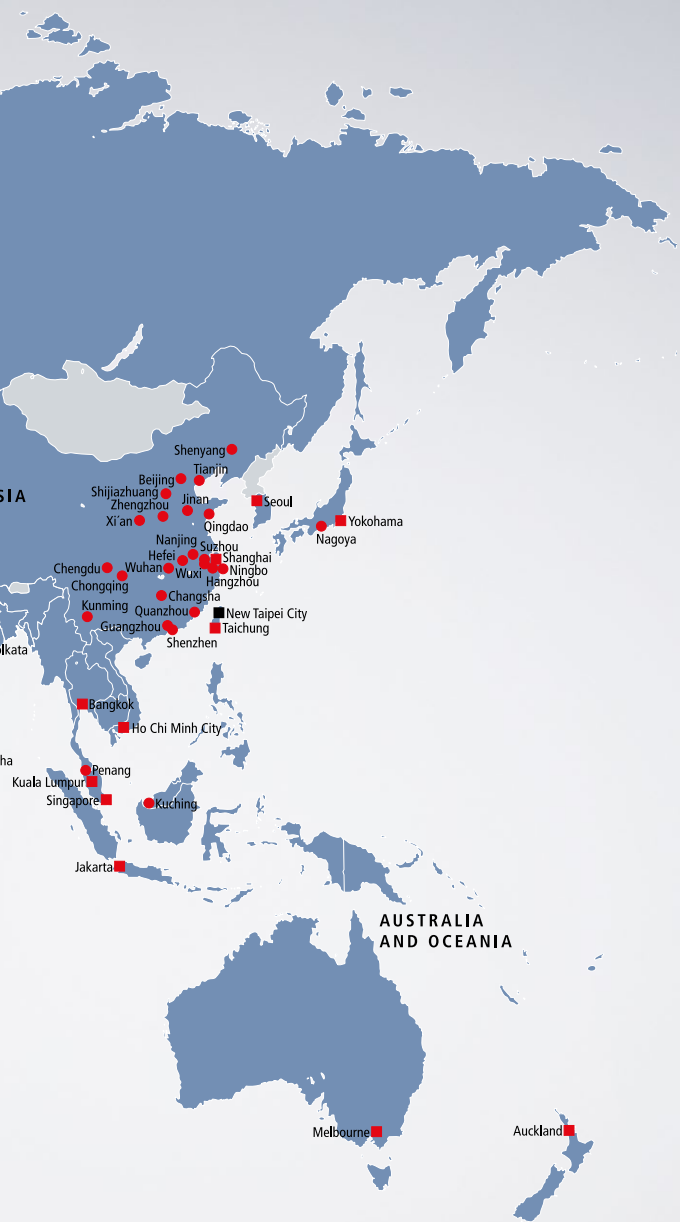 Shenyang
Tianjin
Beijing
Shijiazhuang
Jinan
Zhengzhou
SIA
Seoul
Xi´an
Qingdao
Yokohama
Nagoya
Nanjing
Suzhou
Hefei
Shanghai
Chengdu
Wuhan
Wuxi
Ningbo
Hangzhou
Chongqing
Changsha
Kunming
Quanzhou
New Taipei City
Guangzhou
Taichung
Shenzhen
lkata
Bangkok
Ho Chi Minh City
ha
Penang
Kuala Lumpur
Singapore
Kuching
Jakarta
AUSTRALIA
AND OCEANIA
Melbourne
Auckland